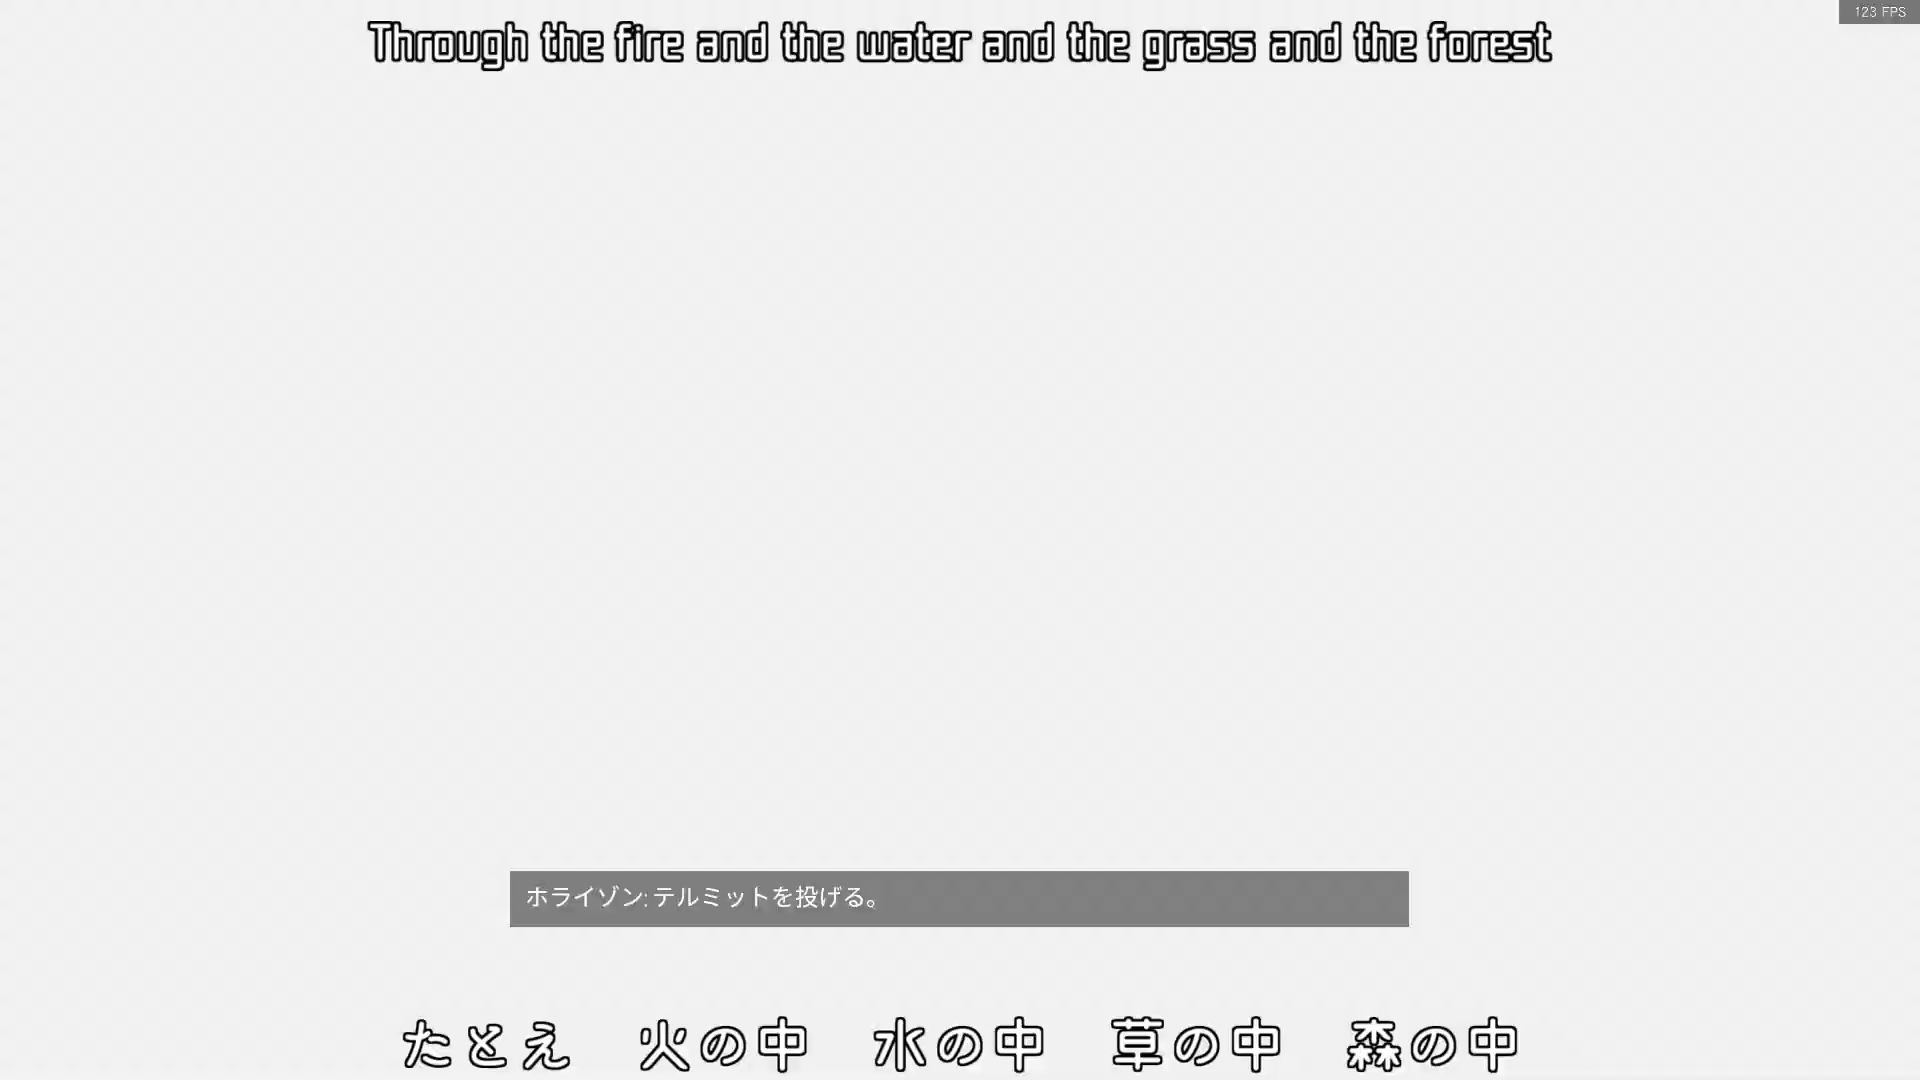 123 FPS
Through the fire and the water and the grass and the forest
ホライゾン: テルミットを投げる。
たとえ　火の中　水の中　草の中　森の中